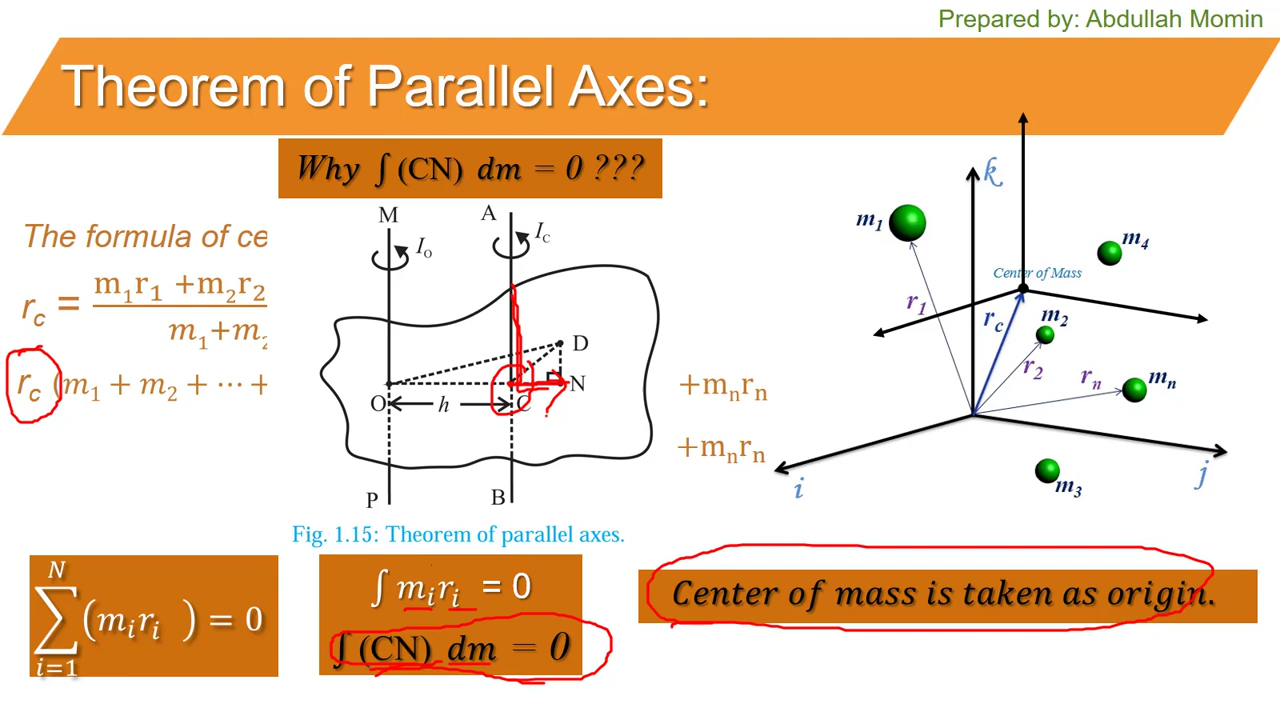 Prepared by: Abdullah Momin
Theorem of Parallel Axes:
Why ∫ (CN) dm = 0 ???
The formula of ce
r_c = (m₁r₁ +m₂r₂)/(m₁+m₂)
r_c (m₁ + m₂ + ⋯ +
+mₙrₙ
+mₙrₙ
M
A
I_O
I_C
D
O
h
C
N
P
B
Fig. 1.15: Theorem of parallel axes.
k
m₁
m₄
Center of Mass
r₁
r_c
m₂
r₂
rₙ
mₙ
i
j
m₃
N
∑ (mᵢrᵢ ) = 0
i=1
∫ mᵢrᵢ = 0
∫ (CN) dm = 0
Center of mass is taken as origin.